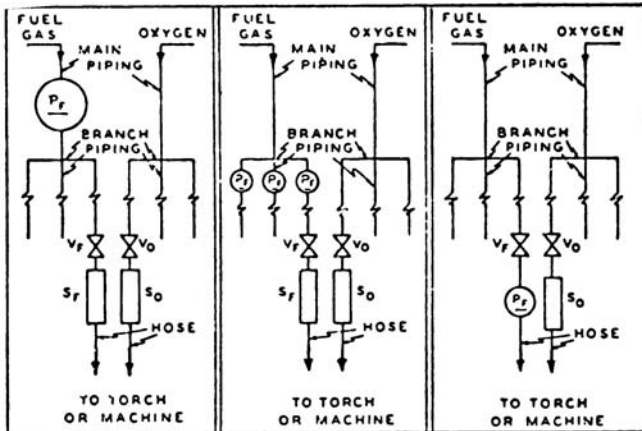 FUEL
GAS
OXYGEN
MAIN
PIPING
PF
BRANCH
PIPING
VF
VO
SF
SO
HOSE
TO TORCH
OR MACHINE
FUEL
GAS
OXYGEN
MAIN
PIPING
BRANCH
PIPING
PF
PF
PF
VF
VO
SF
SO
HOSE
TO TORCH
OR MACHINE
FUEL
GAS
OXYGEN
MAIN
PIPING
BRANCH
PIPING
VF
VO
PF
SO
HOSE
TO TORCH
OR MACHINE